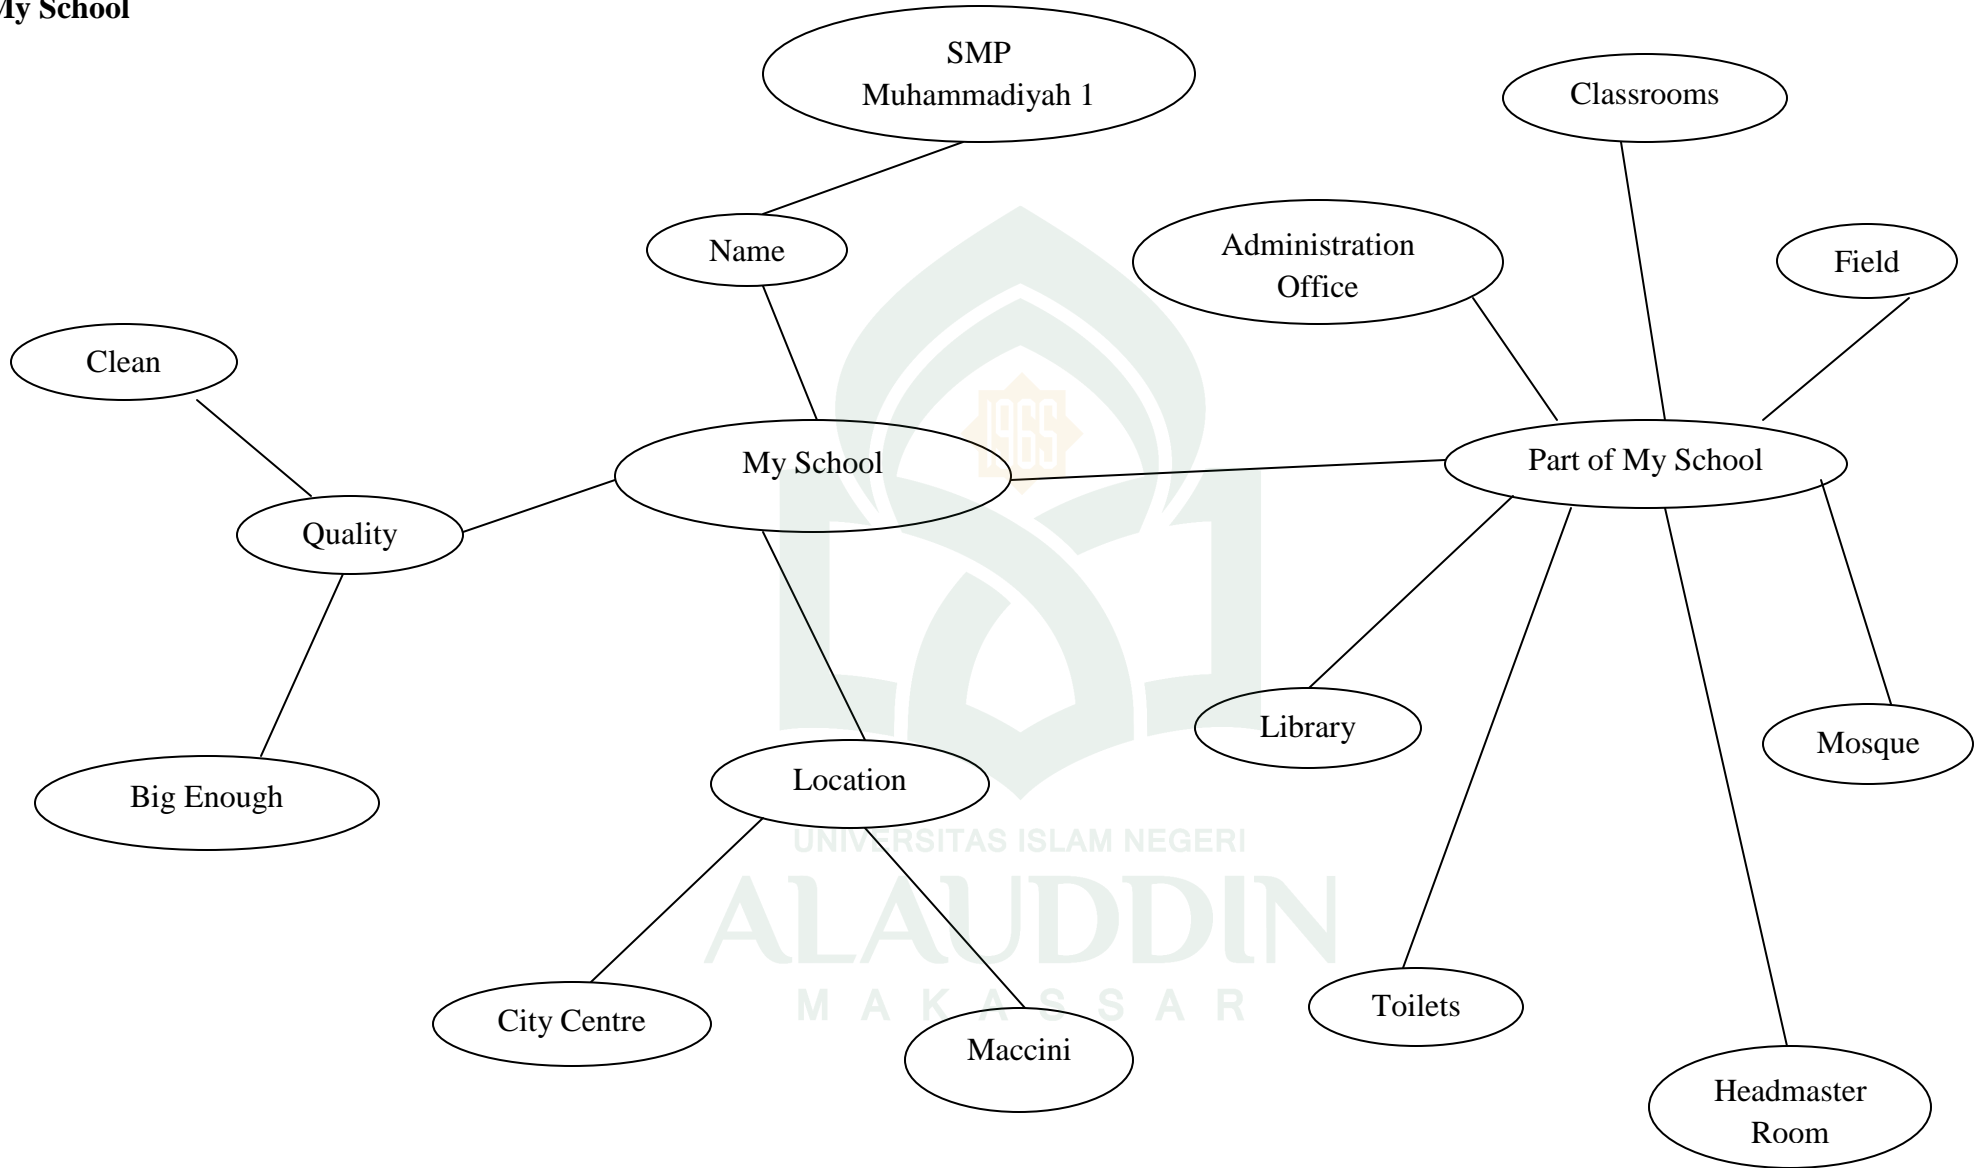 My School
SMP
Muhammadiyah 1
Classrooms
Administration
Office
Name
Field
Clean
1965
My School
Part of My School
Quality
Library
Mosque
Location
Big Enough
UNIVERSITAS ISLAM NEGERI
ALAUDDIN
MAKASSAR
City Centre
Maccini
Toilets
Headmaster
Room